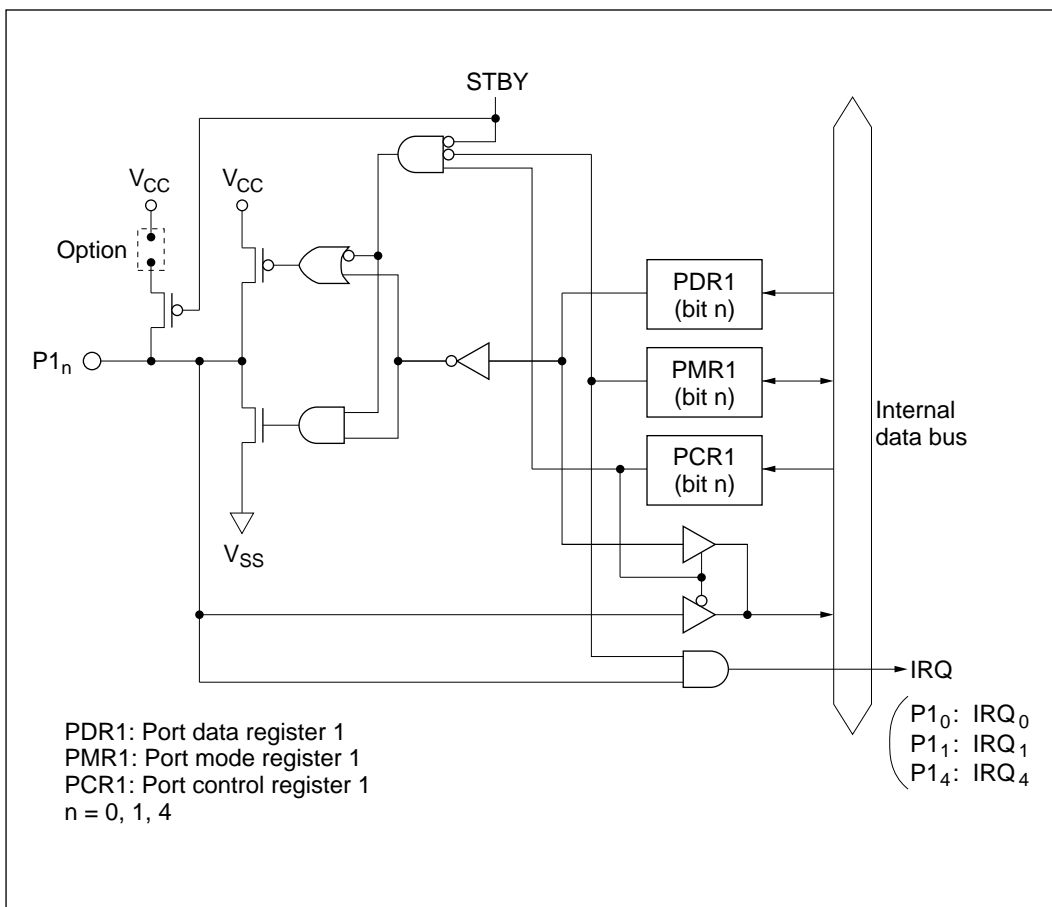 STBY
VCC
VCC
Option
PDR1
(bit n)
P1n
PMR1
(bit n)
Internal
data bus
PCR1
(bit n)
VSS
IRQ
P10: IRQ0
P11: IRQ1
P14: IRQ4
PDR1: Port data register 1
PMR1: Port mode register 1
PCR1: Port control register 1
n = 0, 1, 4